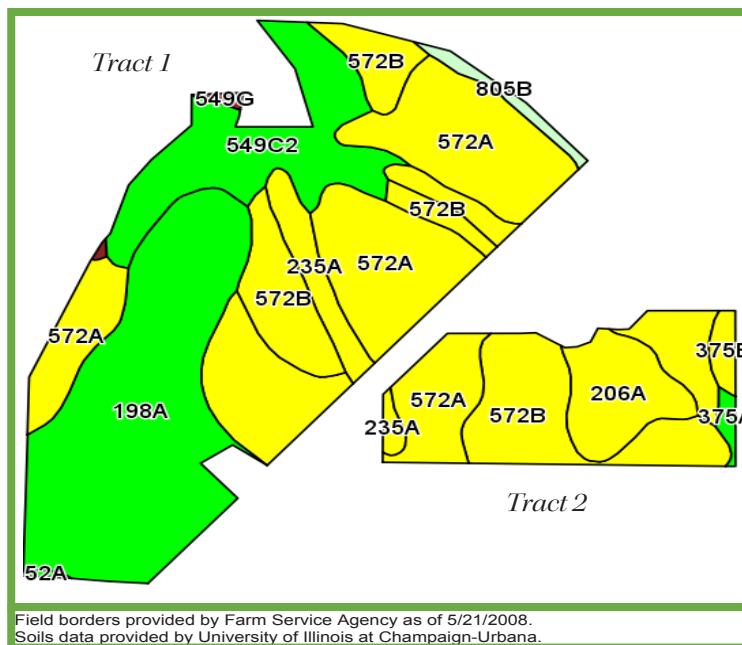 Tract 1
572B
805B
549G
549C2
572A
572B
235A
572A
572B
572A
198A
52A
375B
206A
572A
572B
375A
235A
Tract 2
Field borders provided by Farm Service Agency as of 5/21/2008.
Soils data provided by University of Illinois at Champaign-Urbana.